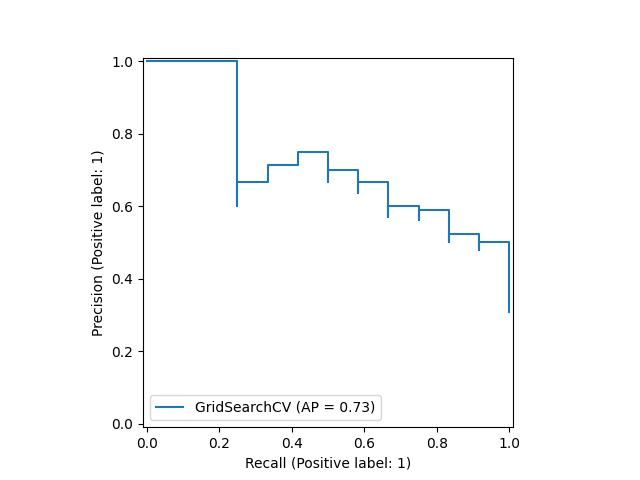 1.0
0.8
0.6
0.4
0.2
0.0
Precision (Positive label: 1)
GridSearchCV (AP = 0.73)
0.0 0.2 0.4 0.6 0.8 1.0
Recall (Positive label: 1)